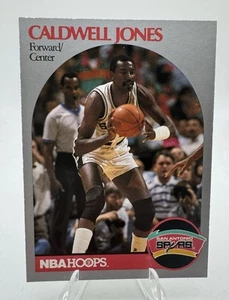 CALDWELL JONES
Forward/
Center
SAN ANTONIO
SPURS
NBA HOOPS